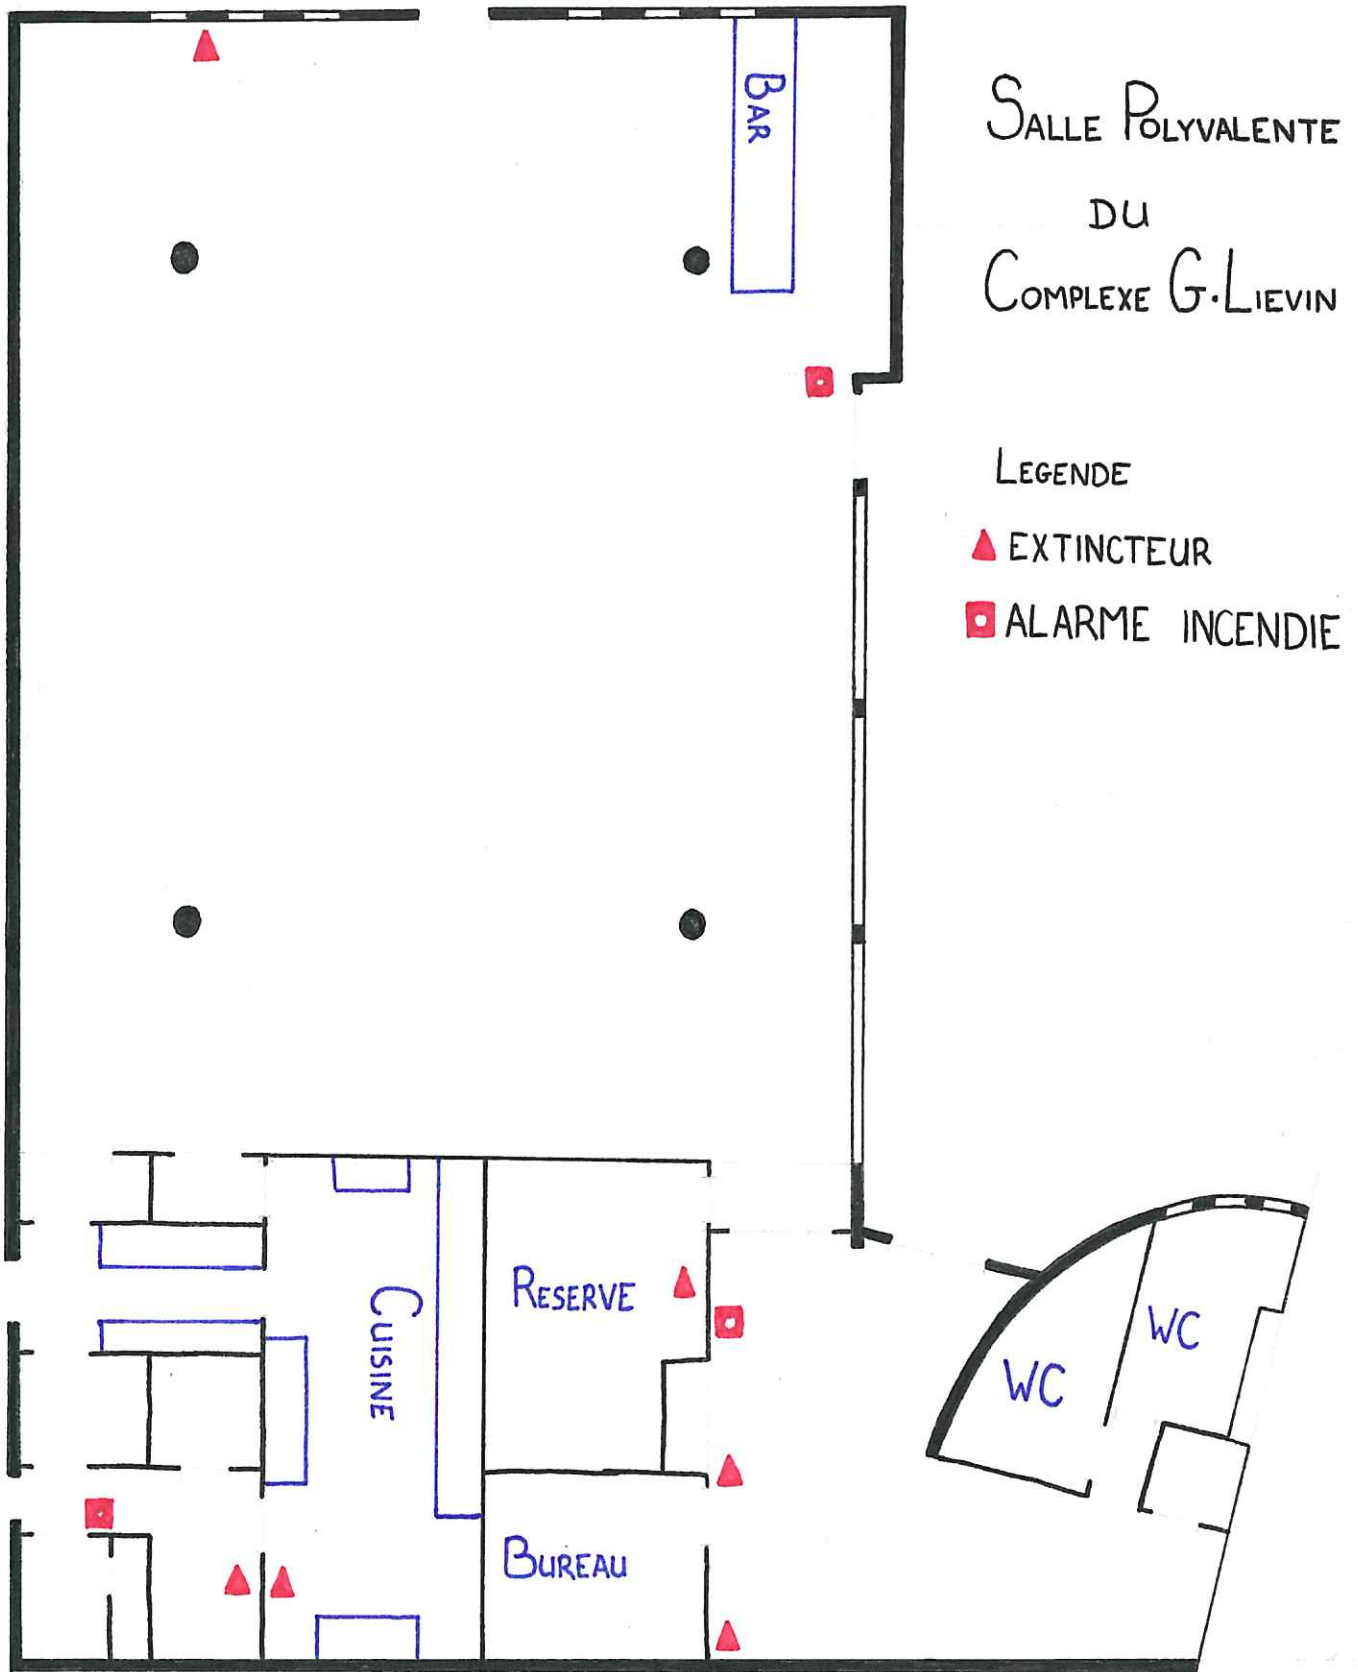 SALLE POLYVALENTE
DU
COMPLEXE G.LIEVIN
BAR
LEGENDE
EXTINCTEUR
ALARME INCENDIE
CUISINE
RESERVE
BUREAU
WC
WC